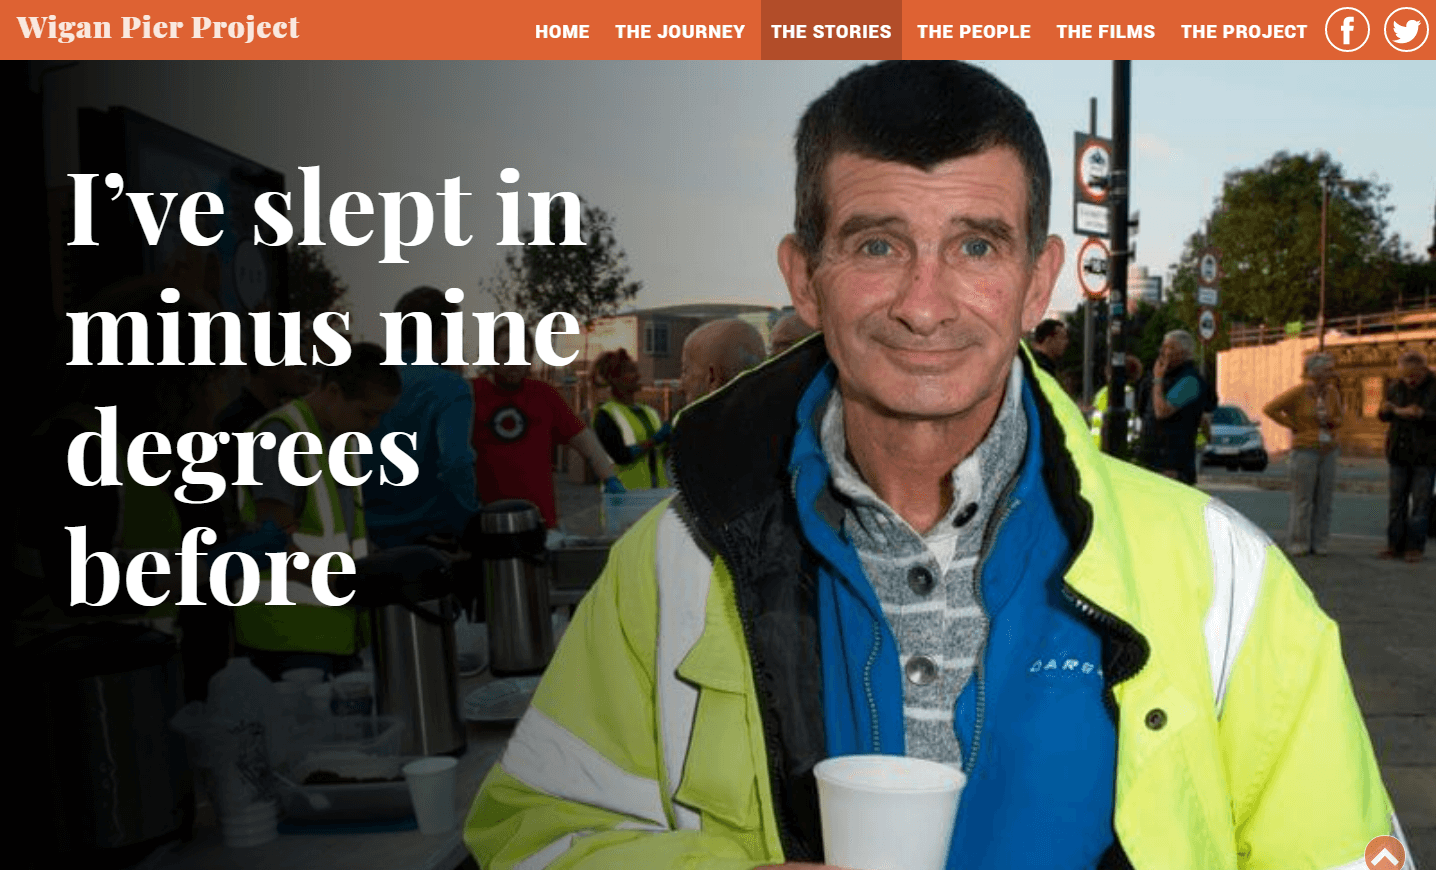 Wigan Pier Project
HOME THE JOURNEY THE STORIES THE PEOPLE THE FILMS THE PROJECT
I’ve slept in
minus nine
degrees
before